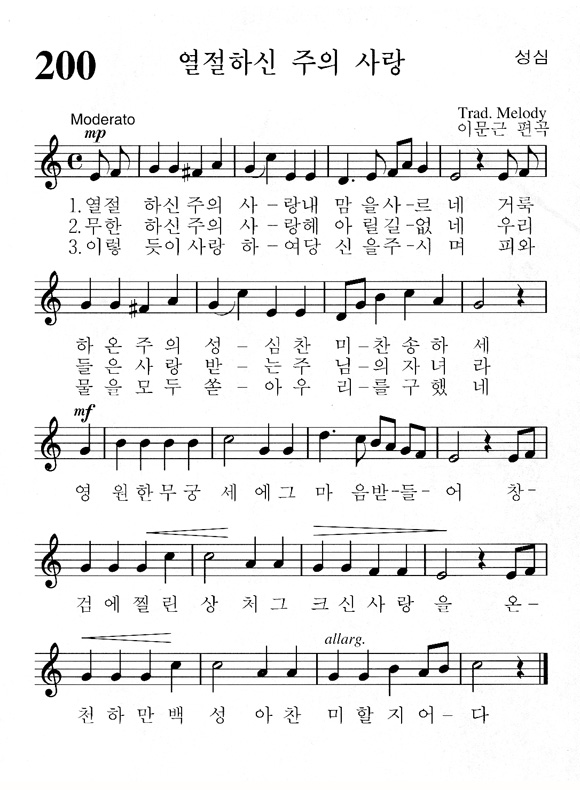 200 열절하신 주의 사랑 성심
Moderato
Trad. Melody
mp
이문근 편곡
1. 열절 하신주의 사-랑내 맘을사-르 네 거룩
2. 무한 하신주의 사-랑헤 아릴길-없 네 우리
3. 이렇 듯이사랑 하-여당 신을주-시 며 피와
하온주의 성-심찬 미-찬송하 세
들은사랑 받-는주 님-의자녀 라
물을모두 쏟-아우 리-를구했 네
mf
영 원한무궁 세에그 마음받-들-어 창-
검에찔린 상처그 크신사랑을 온-
allarg.
천하만백 성아찬 미할지어-다